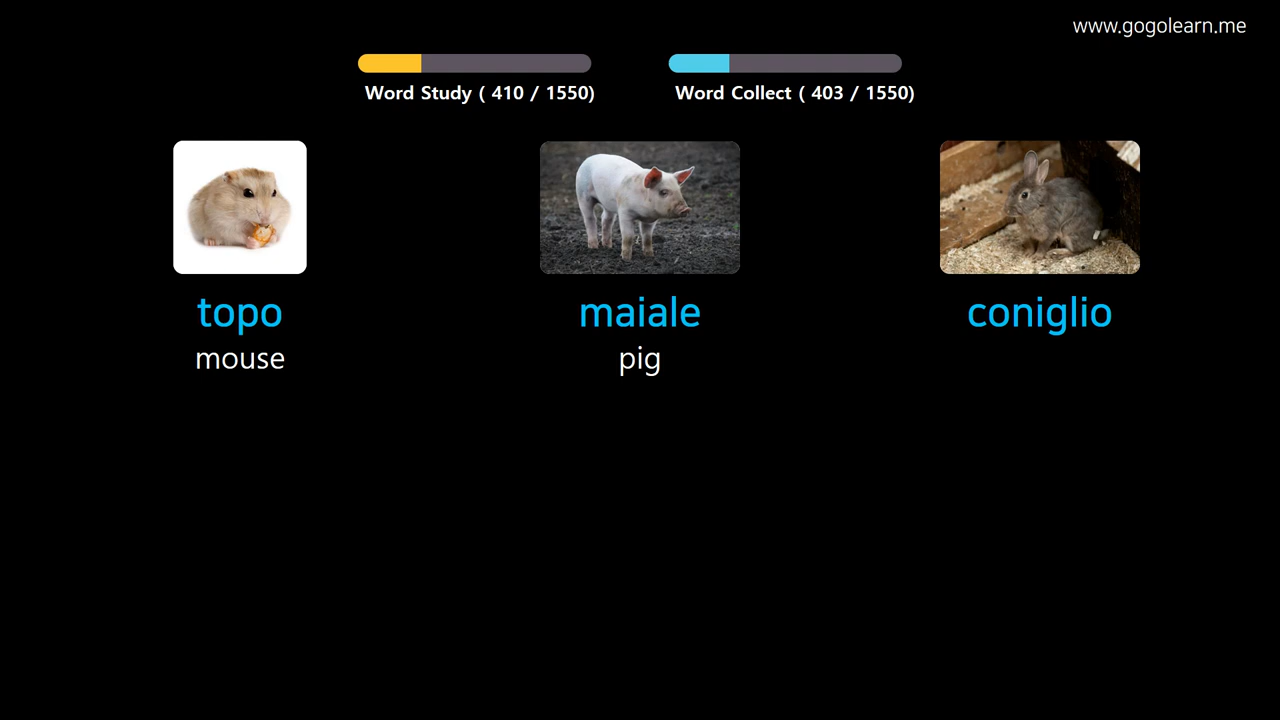 www.gogolearn.me
Word Study ( 410 / 1550)
Word Collect ( 403 / 1550)
topo
maiale
coniglio
mouse
pig